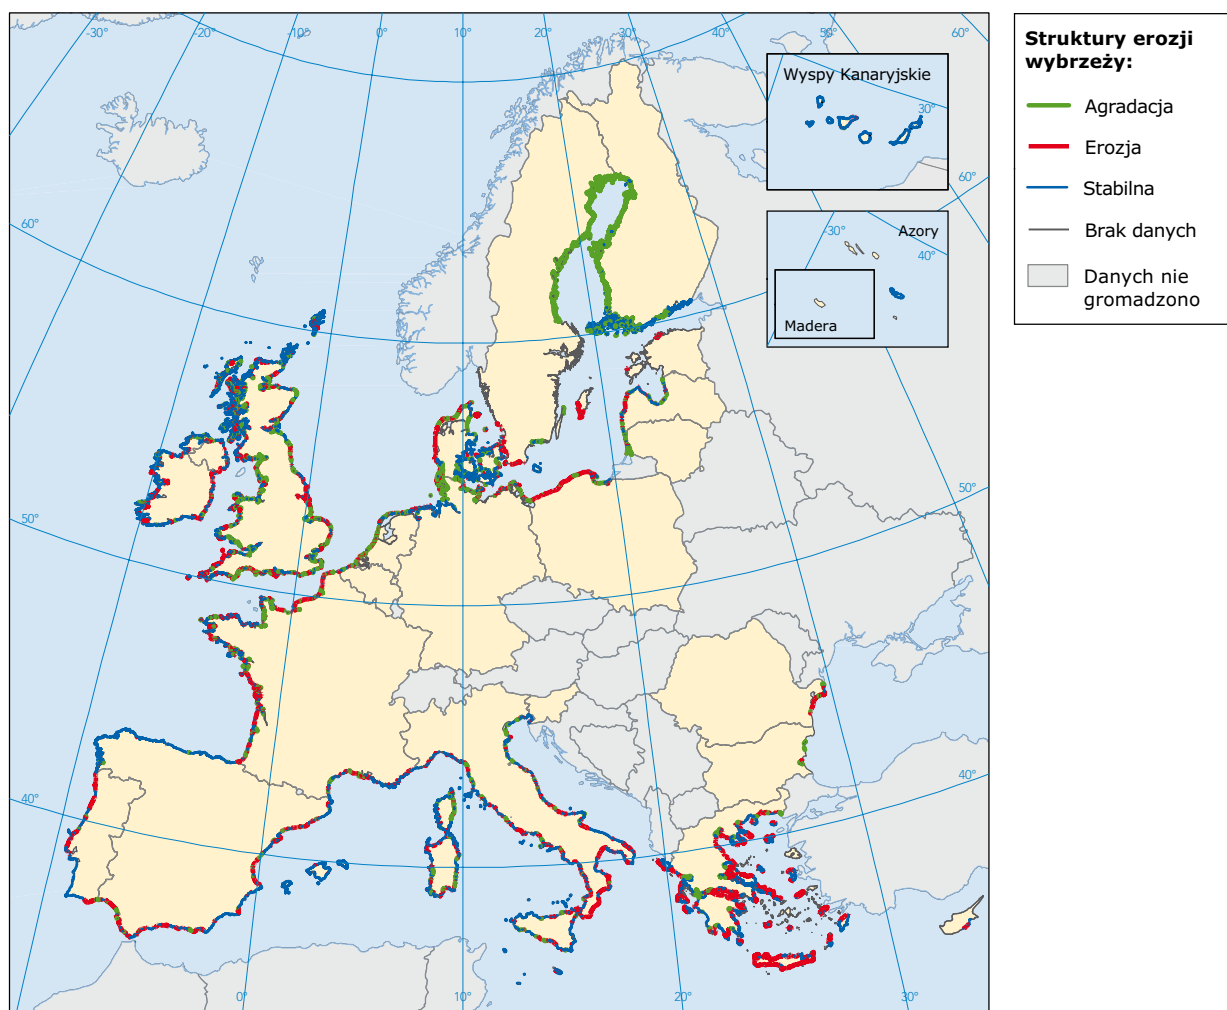 -30°
-20°
-10°
0°
10°
20°
30°
40°
50°
60°
Wyspy Kanaryjskie
30°
60°
-30°
Azory
40°
Madera
60°
50°
50°
40°
40°
0°
10°
20°
30°
Struktury erozji
wybrzeży:
Agradacja
Erozja
Stabilna
Brak danych
Danych nie
gromadzono